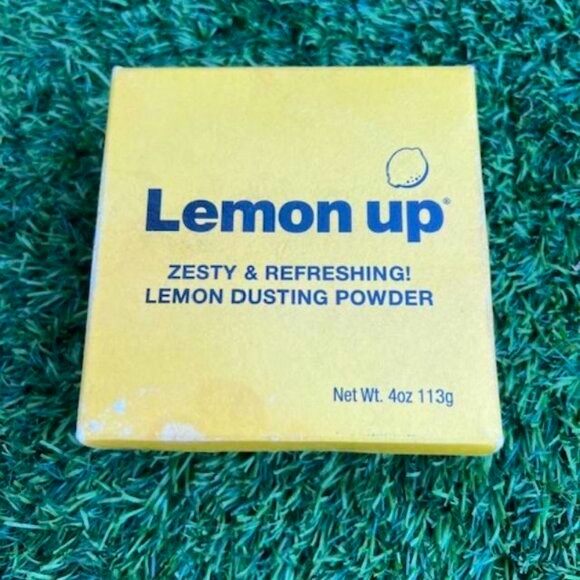 Lemon up®
ZESTY & REFRESHING!
LEMON DUSTING POWDER
Net Wt. 4oz 113g